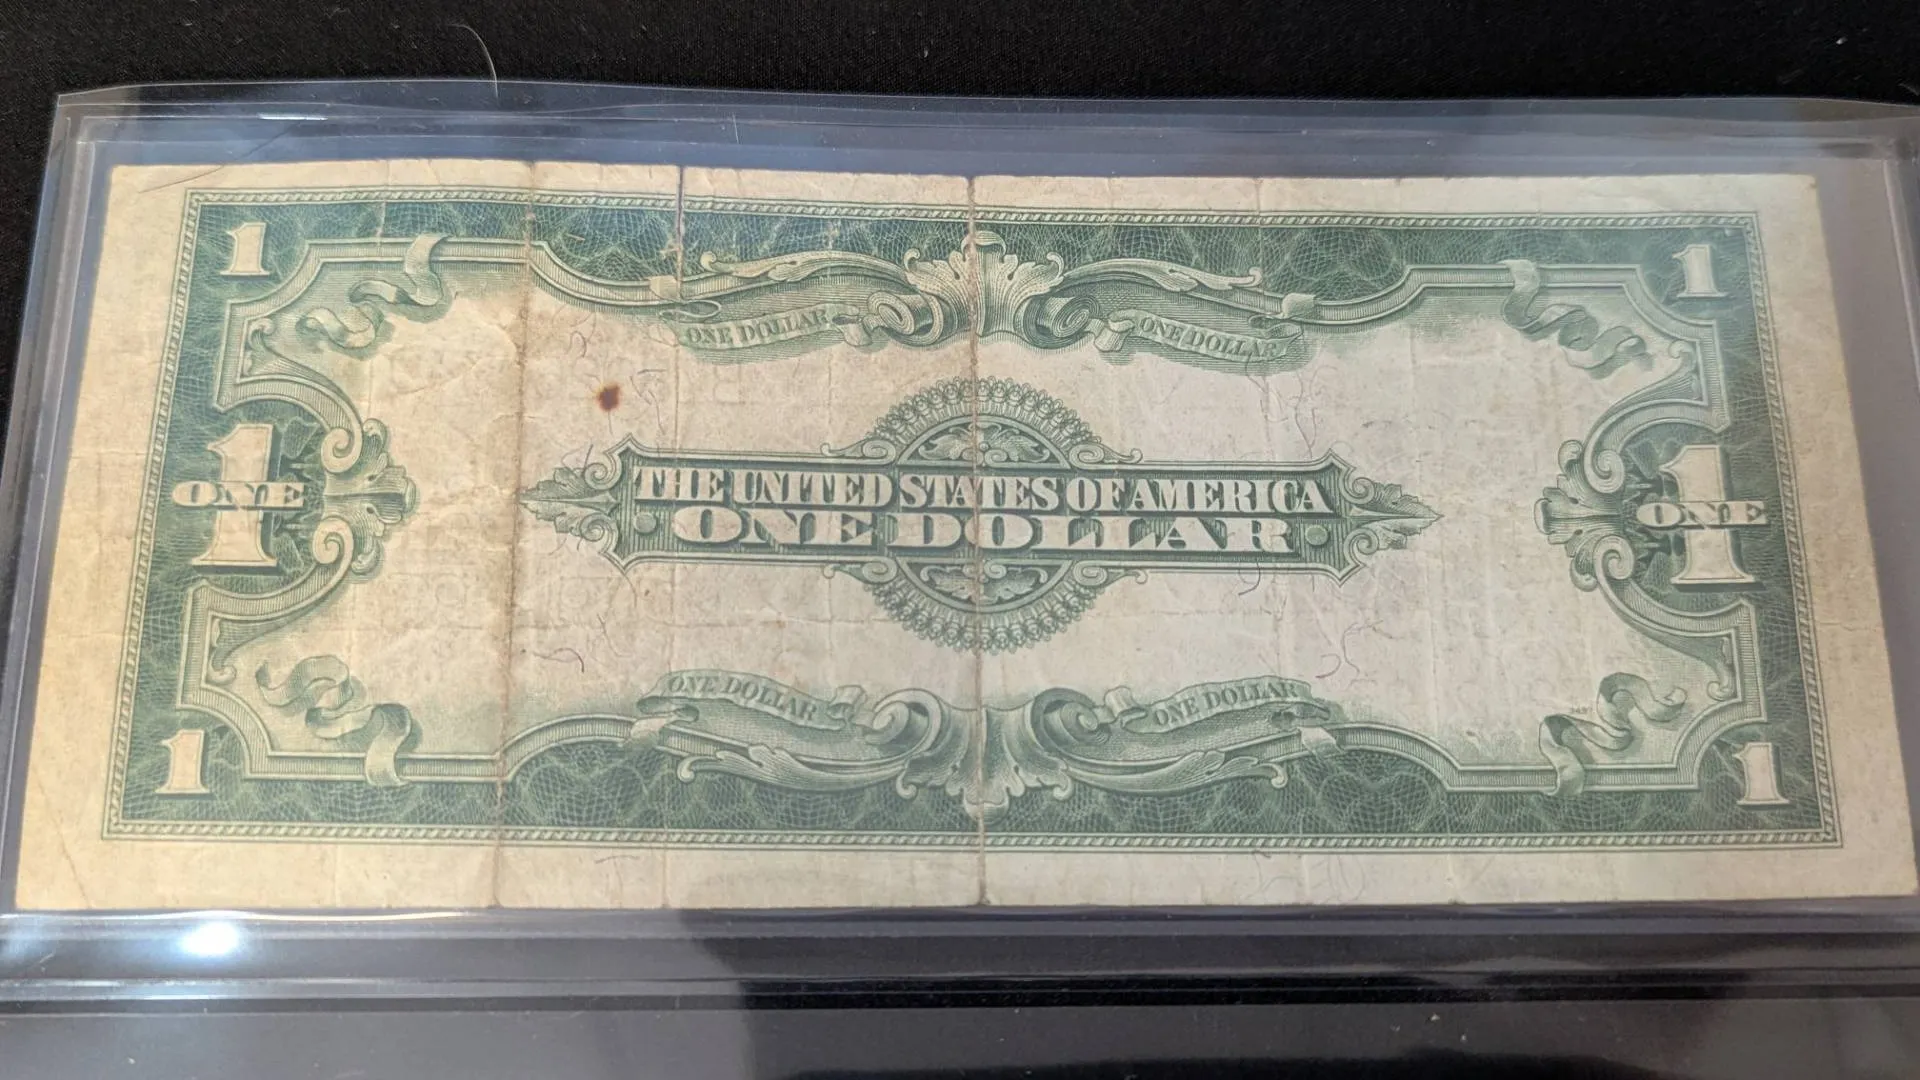 1 1
ONE DOLLAR ONE DOLLAR
1 ONE 1 ONE
THE UNITED STATES OF AMERICA
ONE DOLLAR
ONE DOLLAR ONE DOLLAR
1 1